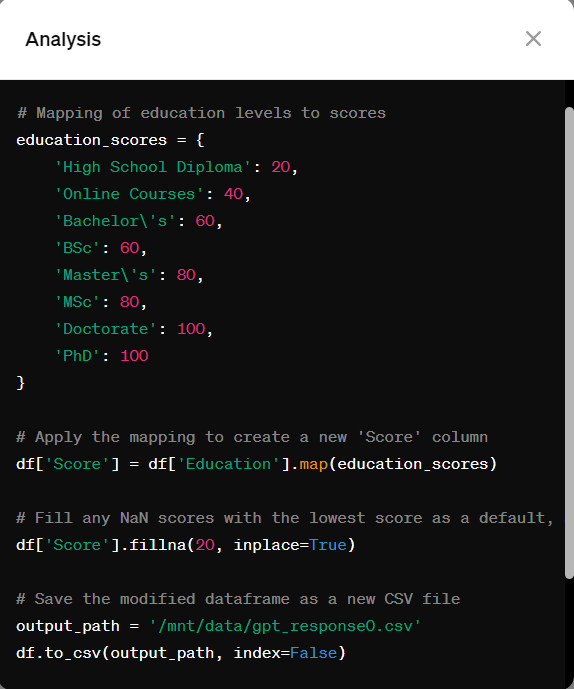 Analysis
# Mapping of education levels to scores
education_scores = {
    'High School Diploma': 20,
    'Online Courses': 40,
    'Bachelor\'s': 60,
    'BSc': 60,
    'Master\'s': 80,
    'MSc': 80,
    'Doctorate': 100,
    'PhD': 100
}
# Apply the mapping to create a new 'Score' column
df['Score'] = df['Education'].map(education_scores)
# Fill any NaN scores with the lowest score as a default,
df['Score'].fillna(20, inplace=True)
# Save the modified dataframe as a new CSV file
output_path = '/mnt/data/gpt_response0.csv'
df.to_csv(output_path, index=False)